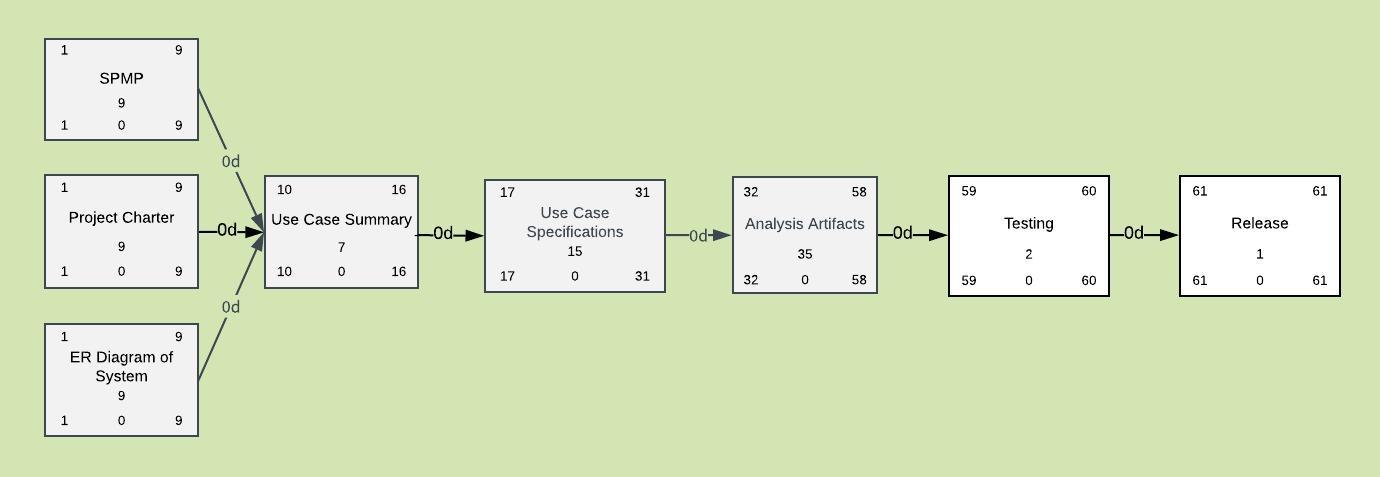 1 9
SPMP
9
1 0 9
0d
1 9
Project Charter
9
1 0 9
0d
1 9
ER Diagram of
System
9
1 0 9
0d
10 16
Use Case Summary
7
10 0 16
0d
17 31
Use Case
Specifications
15
17 0 31
0d
32 58
Analysis Artifacts
35
32 0 58
0d
59 60
Testing
2
59 0 60
0d
61 61
Release
1
61 0 61